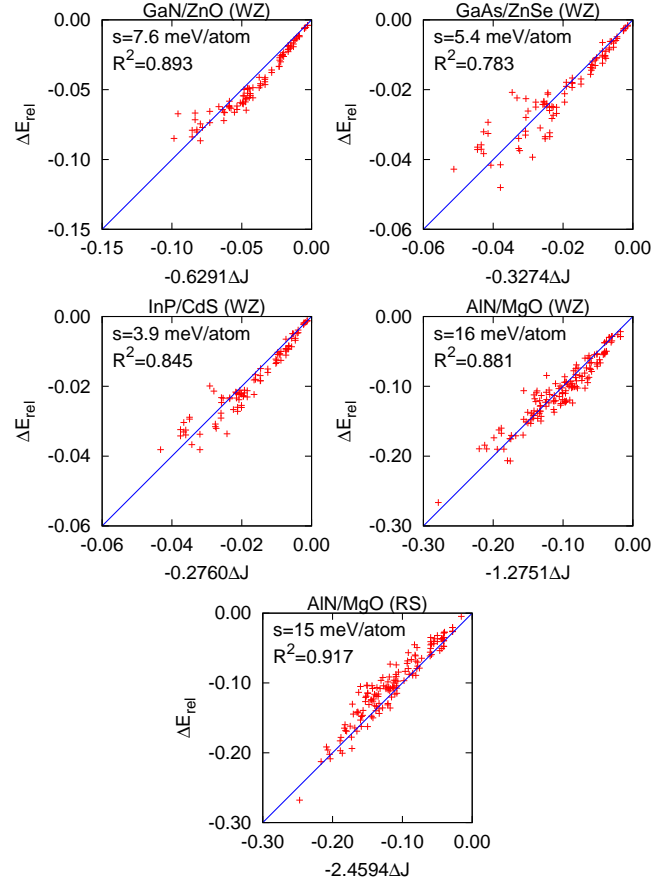 GaN/ZnO (WZ)
s=7.6 meV/atom
R²=0.893
0.00
-0.05
-0.10
-0.15
ΔE_rel
-0.15 -0.10 -0.05 0.00
-0.6291ΔJ
GaAs/ZnSe (WZ)
s=5.4 meV/atom
R²=0.783
0.00
-0.02
-0.04
-0.06
ΔE_rel
-0.06 -0.04 -0.02 0.00
-0.3274ΔJ
InP/CdS (WZ)
s=3.9 meV/atom
R²=0.845
0.00
-0.02
-0.04
-0.06
ΔE_rel
-0.06 -0.04 -0.02 0.00
-0.2760ΔJ
AlN/MgO (WZ)
s=16 meV/atom
R²=0.881
0.00
-0.10
-0.20
-0.30
ΔE_rel
-0.30 -0.20 -0.10 0.00
-1.2751ΔJ
AlN/MgO (RS)
s=15 meV/atom
R²=0.917
0.00
-0.10
-0.20
-0.30
ΔE_rel
-0.30 -0.20 -0.10 0.00
-2.4594ΔJ